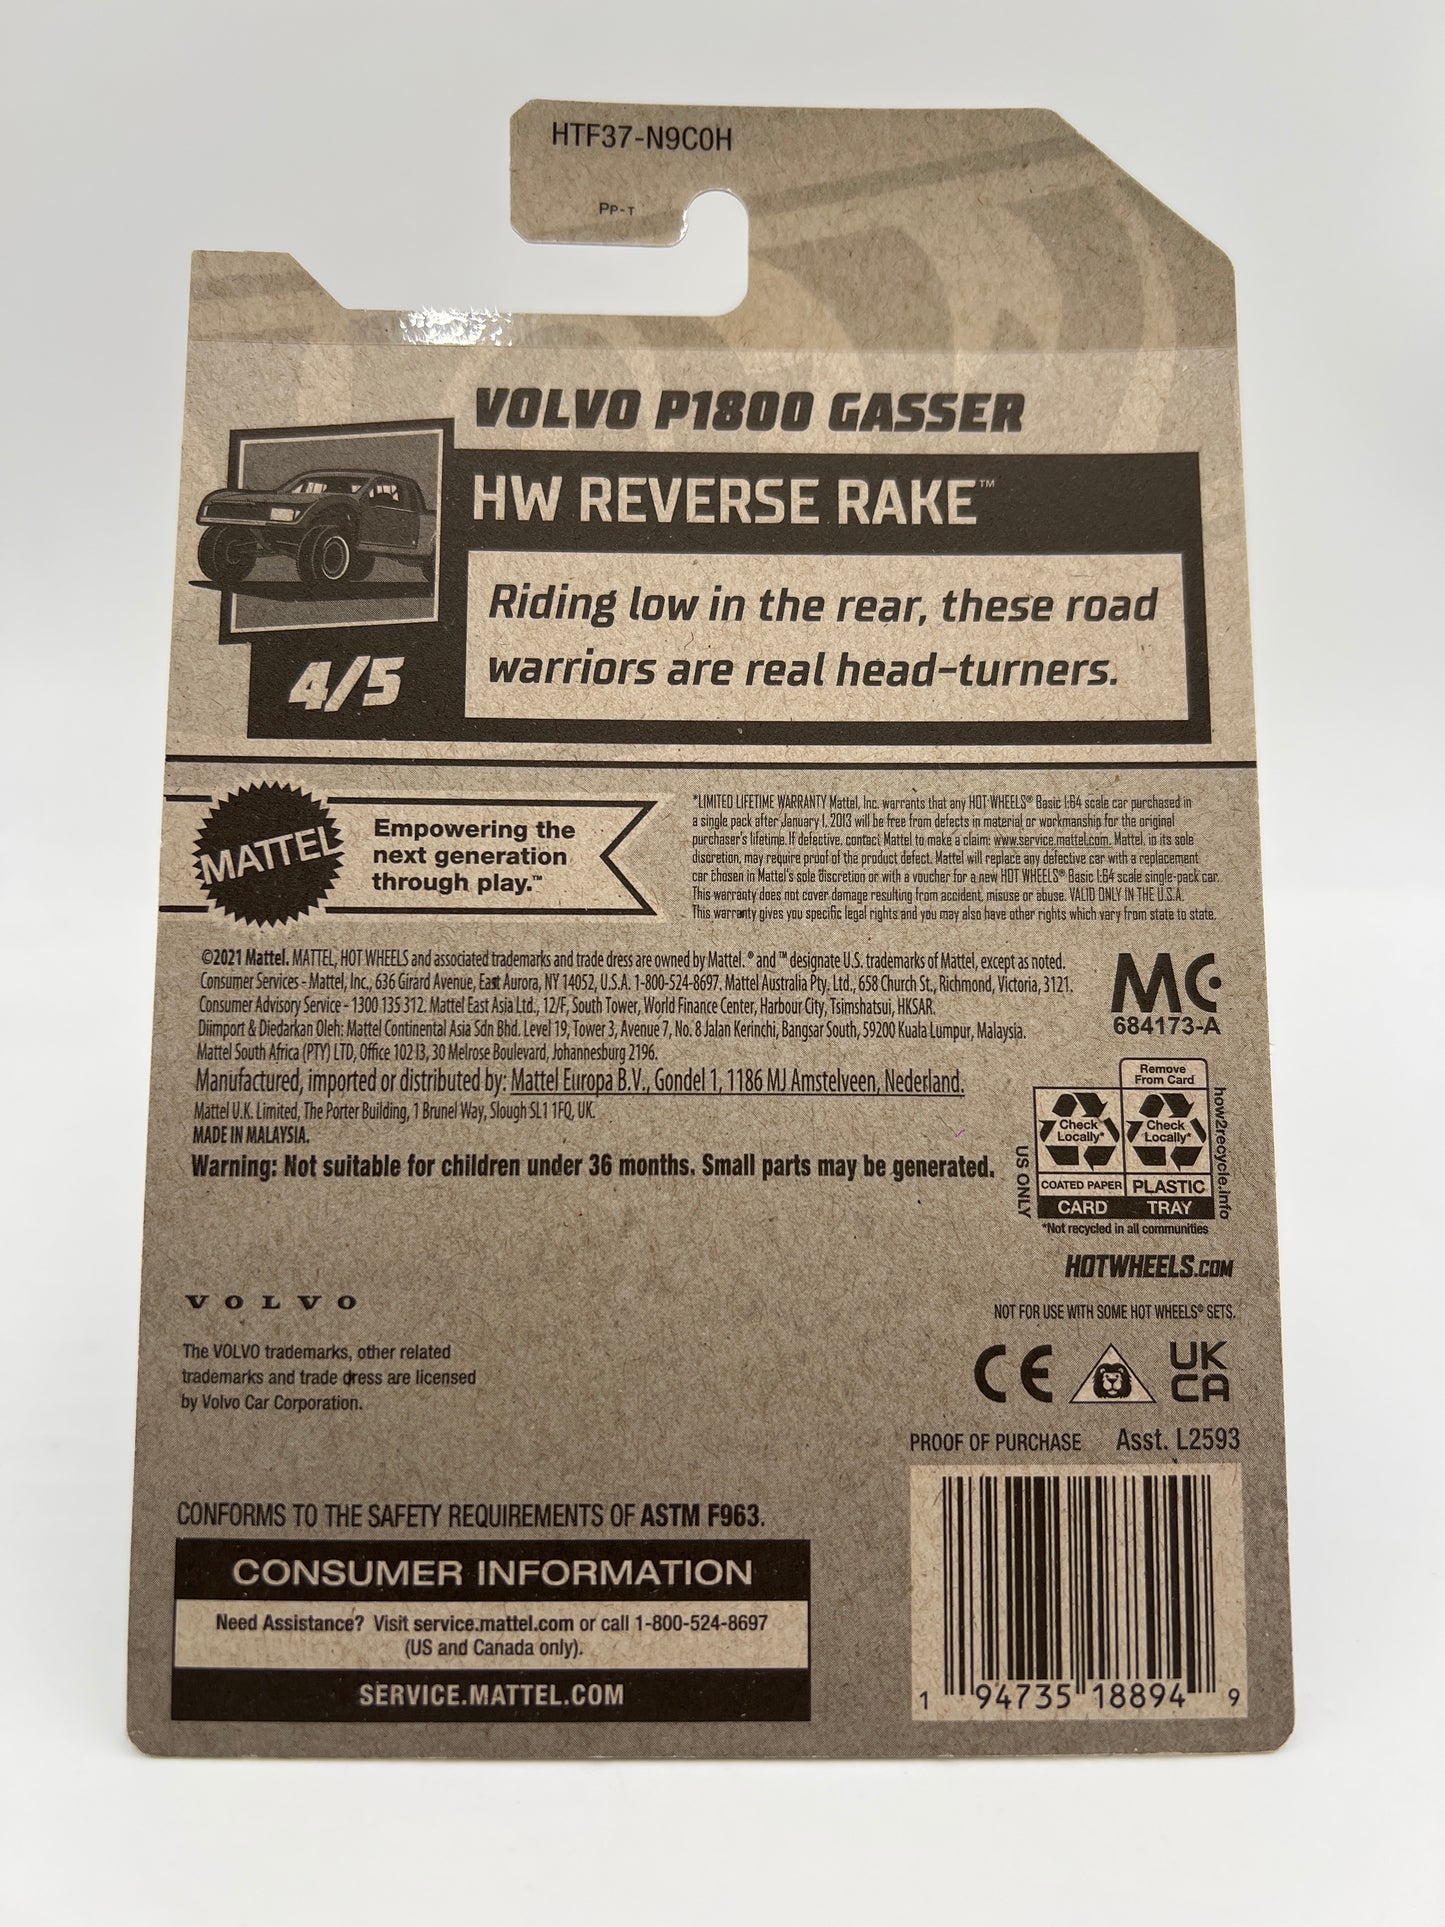 HTF37-N9C0H
PP-T
VOLVO P1800 GASSER
HW REVERSE RAKE™
Riding low in the rear, these road
warriors are real head-turners.
4/5
MATTEL
Empowering the
next generation
through play.™
*LIMITED LIFETIME WARRANTY Mattel, Inc. warrants that any HOT WHEELS® Basic 1:64 scale car purchased in
a single pack after January 1, 2013 will be free from defects in material or workmanship for the original
purchaser's lifetime. If defective, contact Mattel to make a claim: www.service.mattel.com. Mattel, in its sole
discretion, may require proof of the product defect. Mattel will replace any defective car with a replacement
car chosen in Mattel's sole discretion or with a voucher for a new HOT WHEELS® Basic 1:64 scale single-pack car.
This warranty does not cover damage resulting from accident, misuse or abuse. VALID ONLY IN THE U.S.A.
This warranty gives you specific legal rights and you may also have other rights which vary from state to state.
©2021 Mattel. MATTEL, HOT WHEELS and associated trademarks and trade dress are owned by Mattel. ® and ™ designate U.S. trademarks of Mattel, except as noted.
Consumer Services - Mattel, Inc., 636 Girard Avenue, East Aurora, NY 14052, U.S.A. 1-800-524-8697. Mattel Australia Pty. Ltd., 658 Church St., Richmond, Victoria, 3121.
Consumer Advisory Service - 1300 135 312. Mattel East Asia Ltd., 12/F, South Tower, World Finance Center, Harbour City, Tsimshatsui, HKSAR.
Diimport & Diedarkan Oleh: Mattel Continental Asia Sdn Bhd. Level 19, Tower 3, Avenue 7, No. 8 Jalan Kerinchi, Bangsar South, 59200 Kuala Lumpur, Malaysia.
Mattel South Africa (PTY) LTD, Office 102 I3, 30 Melrose Boulevard, Johannesburg 2196.
Manufactured, imported or distributed by: Mattel Europa B.V., Gondel 1, 1186 MJ Amstelveen, Nederland.
Mattel U.K. Limited, The Porter Building, 1 Brunel Way, Slough SL1 1FQ, UK.
MADE IN MALAYSIA.
Warning: Not suitable for children under 36 months. Small parts may be generated.
MC
684173-A
Remove
From Card
Check
Locally*
Check
Locally*
COATED PAPER
PLASTIC
CARD
TRAY
US ONLY
how2recycle.info
*Not recycled in all communities
HOTWHEELS.COM
NOT FOR USE WITH SOME HOT WHEELS® SETS.
VOLVO
The VOLVO trademarks, other related
trademarks and trade dress are licensed
by Volvo Car Corporation.
CE
UK
CA
PROOF OF PURCHASE Asst. L2593
CONFORMS TO THE SAFETY REQUIREMENTS OF ASTM F963.
CONSUMER INFORMATION
Need Assistance? Visit service.mattel.com or call 1-800-524-8697
(US and Canada only).
SERVICE.MATTEL.COM
1 94735 18894 9